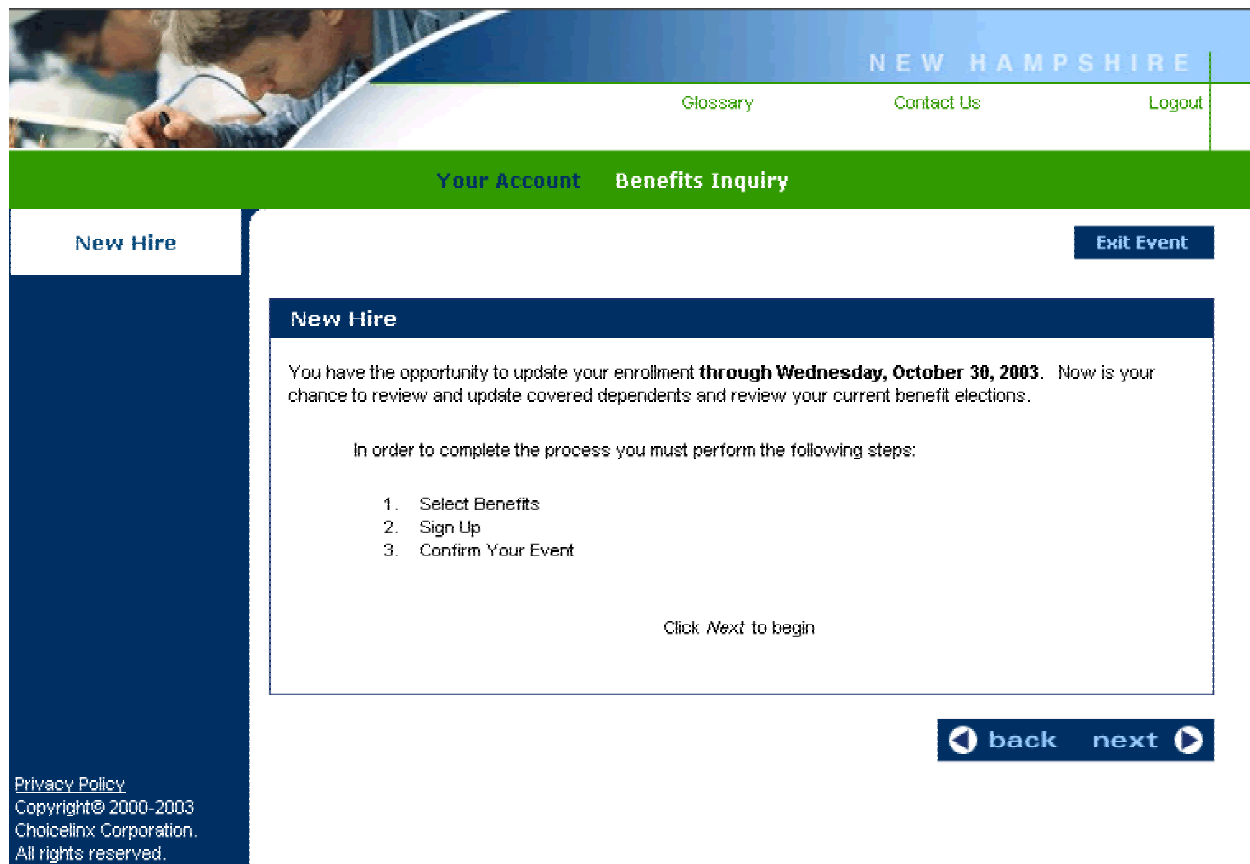 NEW HAMPSHIRE
Glossary Contact Us Logout
Your Account Benefits Inquiry
New Hire
Exit Event
New Hire
You have the opportunity to update your enrollment through Wednesday, October 30, 2003. Now is your
chance to review and update covered dependents and review your current benefit elections.
In order to complete the process you must perform the following steps:
1. Select Benefits
2. Sign Up
3. Confirm Your Event
Click Next to begin
back next
Privacy Policy
Copyright© 2000-2003
Choicelinx Corporation.
All rights reserved.